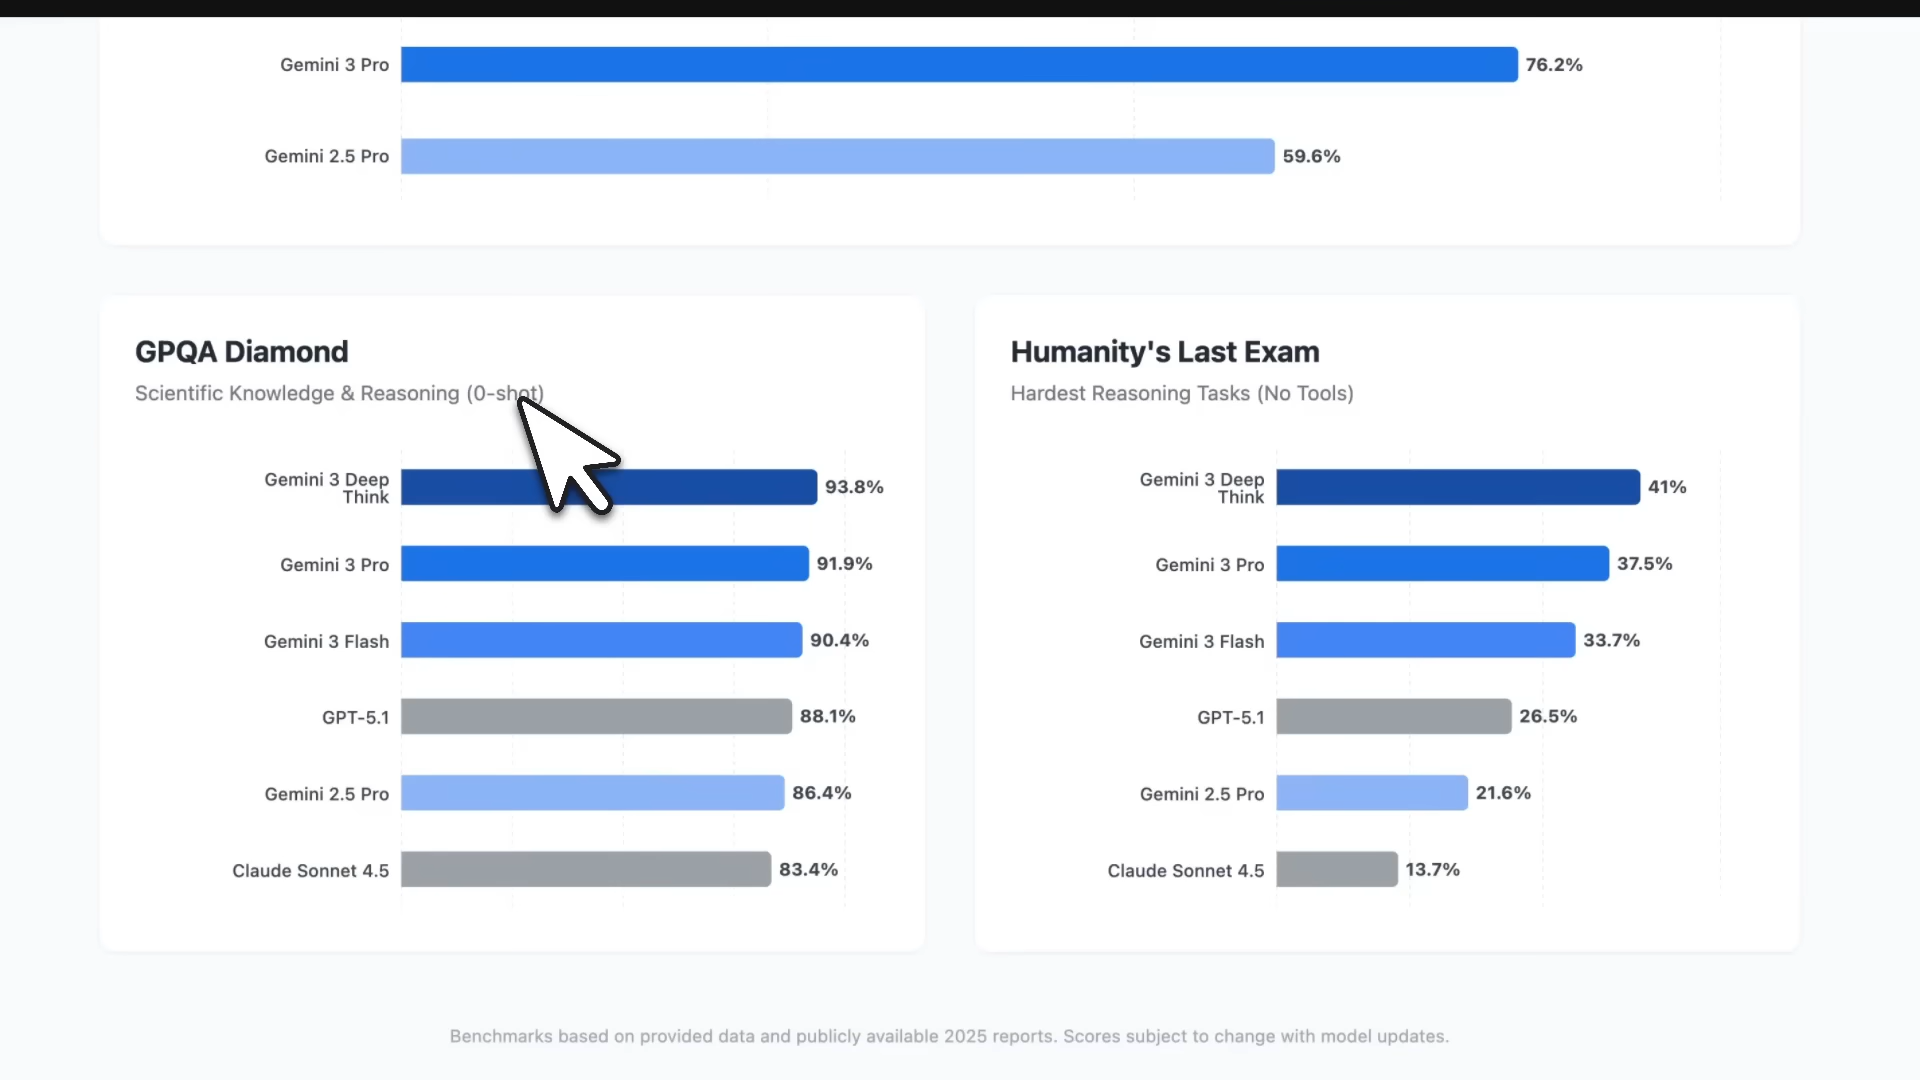 Gemini 3 Pro
76.2%
Gemini 2.5 Pro
59.6%
GPQA Diamond
Scientific Knowledge & Reasoning (0-shot)
Gemini 3 Deep
Think
93.8%
Gemini 3 Pro
91.9%
Gemini 3 Flash
90.4%
GPT-5.1
88.1%
Gemini 2.5 Pro
86.4%
Claude Sonnet 4.5
83.4%
Humanity's Last Exam
Hardest Reasoning Tasks (No Tools)
Gemini 3 Deep
Think
41%
Gemini 3 Pro
37.5%
Gemini 3 Flash
33.7%
GPT-5.1
26.5%
Gemini 2.5 Pro
21.6%
Claude Sonnet 4.5
13.7%
Benchmarks based on provided data and publicly available 2025 reports. Scores subject to change with model updates.